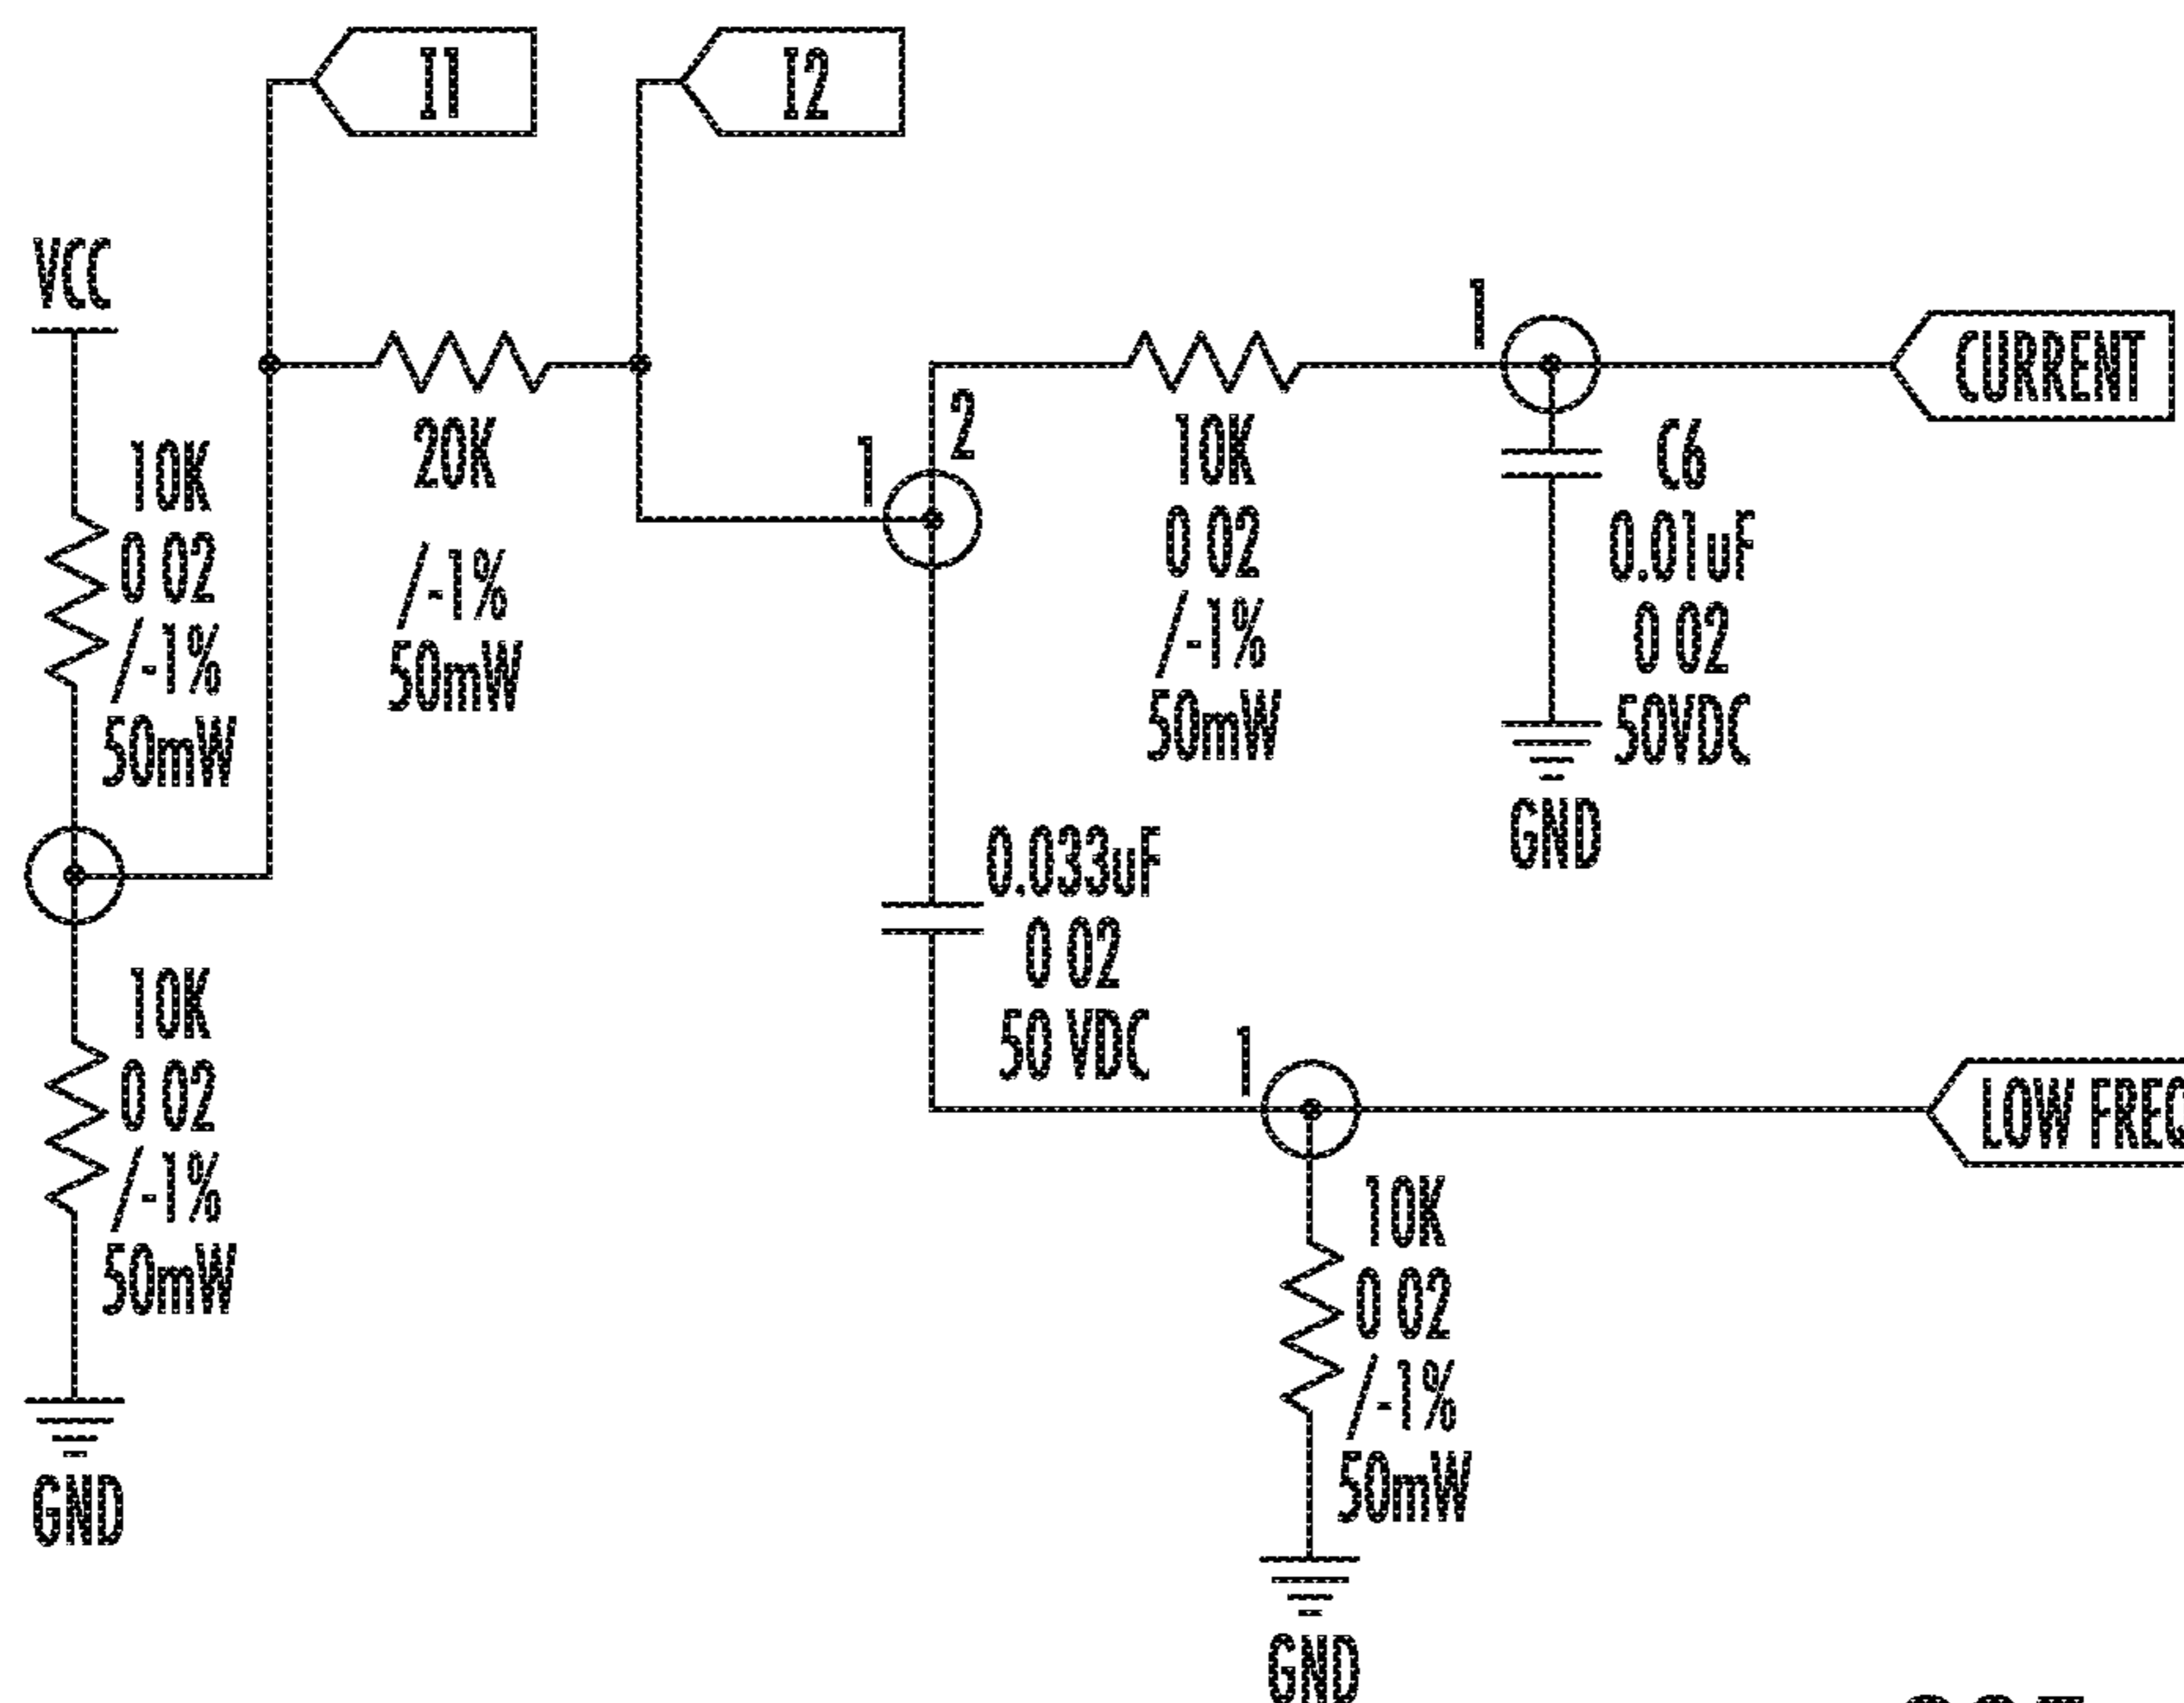 I1
I2
VCC
10K
0 02
/-1%
50mW
20K
/-1%
50mW
1
2
10K
0 02
/-1%
50mW
1
CURRENT
C6
0.01uF
0 02
50VDC
GND
0.033uF
0 02
50 VDC
10K
0 02
/-1%
50mW
GND
1
LOW FREQ
10K
0 02
/-1%
50mW
GND